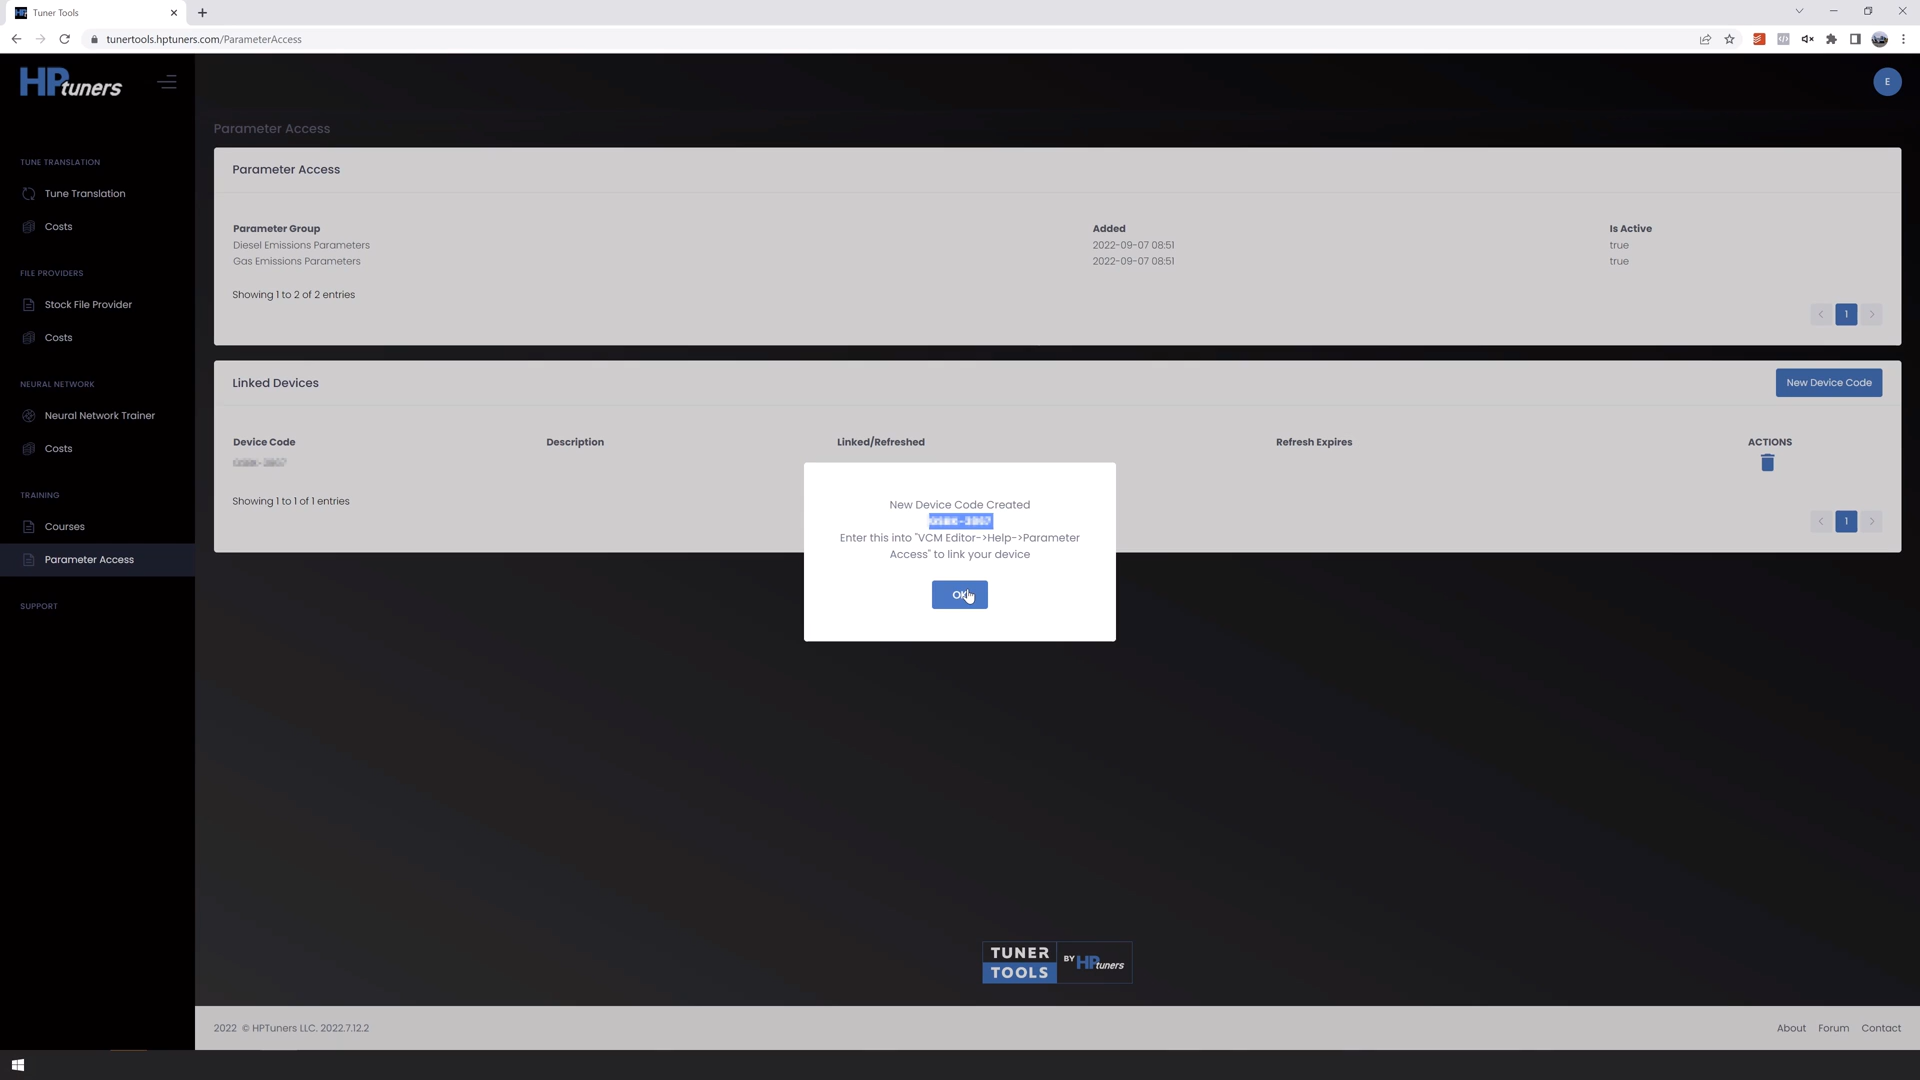 Tuner Tools
tunertools.hptuners.com/ParameterAccess
HPtuners
E
TUNE TRANSLATION
Tune Translation
Costs
FILE PROVIDERS
Stock File Provider
Costs
NEURAL NETWORK
Neural Network Trainer
Costs
TRAINING
Courses
Parameter Access
SUPPORT
Parameter Access
Parameter Access
Parameter Group Added Is Active
Diesel Emissions Parameters 2022-09-07 08:51 true
Gas Emissions Parameters 2022-09-07 08:51 true
Showing 1 to 2 of 2 entries
1
Linked Devices New Device Code
Device Code Description Linked/Refreshed Refresh Expires ACTIONS
Showing 1 to 1 of 1 entries
1
New Device Code Created
Enter this into "VCM Editor->Help->Parameter
Access" to link your device
OK
TUNER
TOOLS
BY HPtuners
2022 © HPTuners LLC. 2022.7.12.2
About Forum Contact